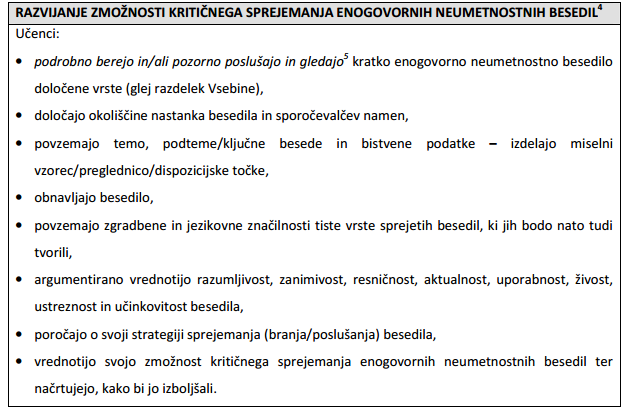 RAZVIJANJE ZMOŽNOSTI KRITIČNEGA SPREJEMANJA ENOGOVORNIH NEUMETNOSTNIH BESEDIL4
Učenci:
• podrobno berejo in/ali pozorno poslušajo in gledajo5 kratko enogovorno neumetnostno besedilo
določene vrste (glej razdelek Vsebine),
• določajo okoliščine nastanka besedila in sporočevalčev namen,
• povzemajo temo, podteme/ključne besede in bistvene podatke – izdelajo miselni
vzorec/preglednico/dispozicijske točke,
• obnavljajo besedilo,
• povzemajo zgradbene in jezikovne značilnosti tiste vrste sprejetih besedil, ki jih bodo nato tudi
tvorili,
• argumentirano vrednotijo razumljivost, zanimivost, resničnost, aktualnost, uporabnost, živost,
ustreznost in učinkovitost besedila,
• poročajo o svoji strategiji sprejemanja (branja/poslušanja) besedila,
• vrednotijo svojo zmožnost kritičnega sprejemanja enogovornih neumetnostnih besedil ter
načrtujejo, kako bi jo izboljšali.